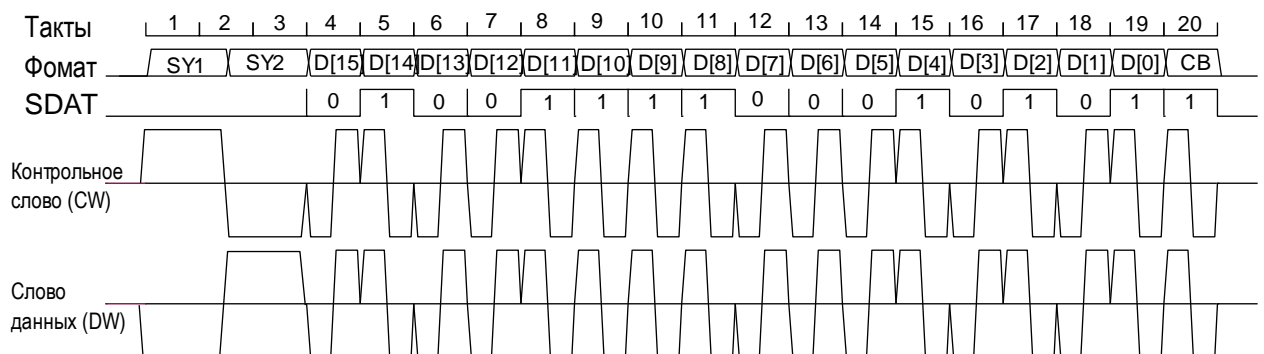 Такты 1 2 3 4 5 6 7 8 9 10 11 12 13 14 15 16 17 18 19 20
Фомат SY1 SY2 D[15] D[14] D[13] D[12] D[11] D[10] D[9] D[8] D[7] D[6] D[5] D[4] D[3] D[2] D[1] D[0] CB
SDAT 0 1 0 0 1 1 1 1 0 0 0 1 0 1 0 1 1
Контрольное
слово (CW)
Слово
данных (DW)